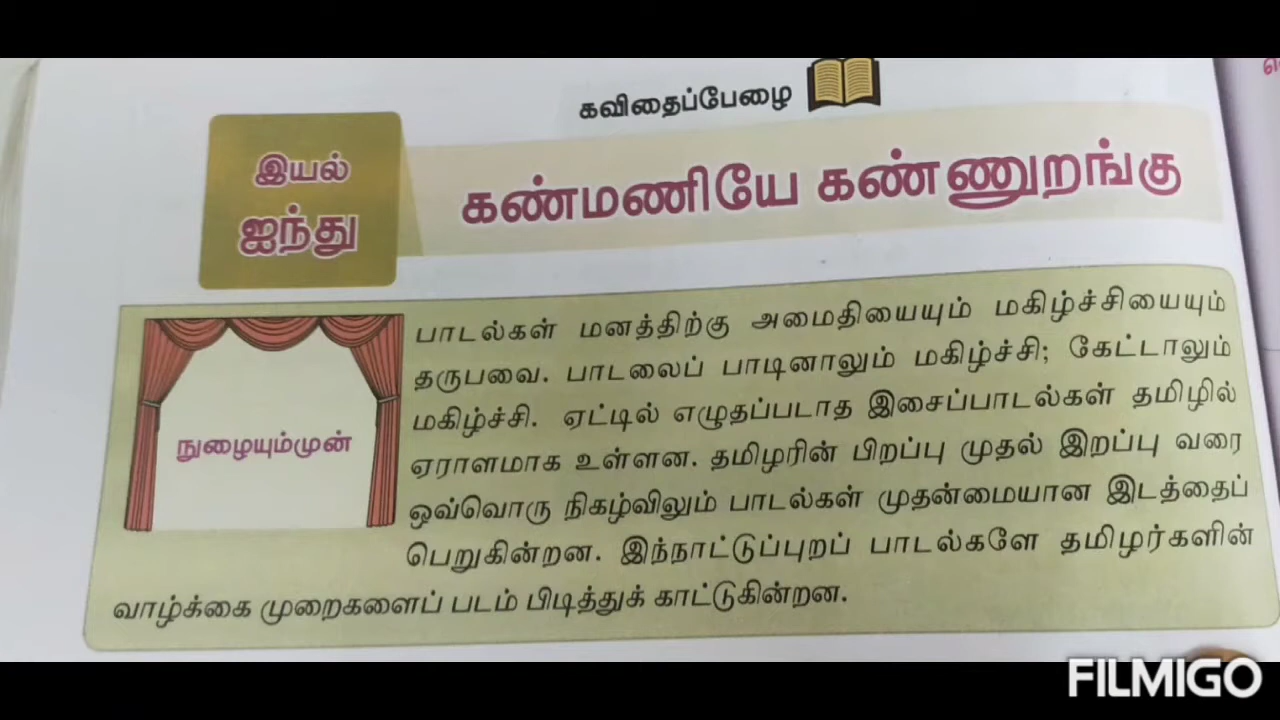 கவிதைப்பேழை
இயல்
ஐந்து
கண்மணியே கண்ணுறங்கு
நுழையும்முன்
பாடல்கள் மனத்திற்கு அமைதியையும் மகிழ்ச்சியையும்
தருபவை. பாடலைப் பாடினாலும் மகிழ்ச்சி; கேட்டாலும்
மகிழ்ச்சி. ஏட்டில் எழுதப்படாத இசைப்பாடல்கள் தமிழில்
ஏராளமாக உள்ளன. தமிழரின் பிறப்பு முதல் இறப்பு வரை
ஒவ்வொரு நிகழ்விலும் பாடல்கள் முதன்மையான இடத்தைப்
பெறுகின்றன. இந்நாட்டுப்புறப் பாடல்களே தமிழர்களின்
வாழ்க்கை முறைகளைப் படம் பிடித்துக் காட்டுகின்றன.
FILMIGO